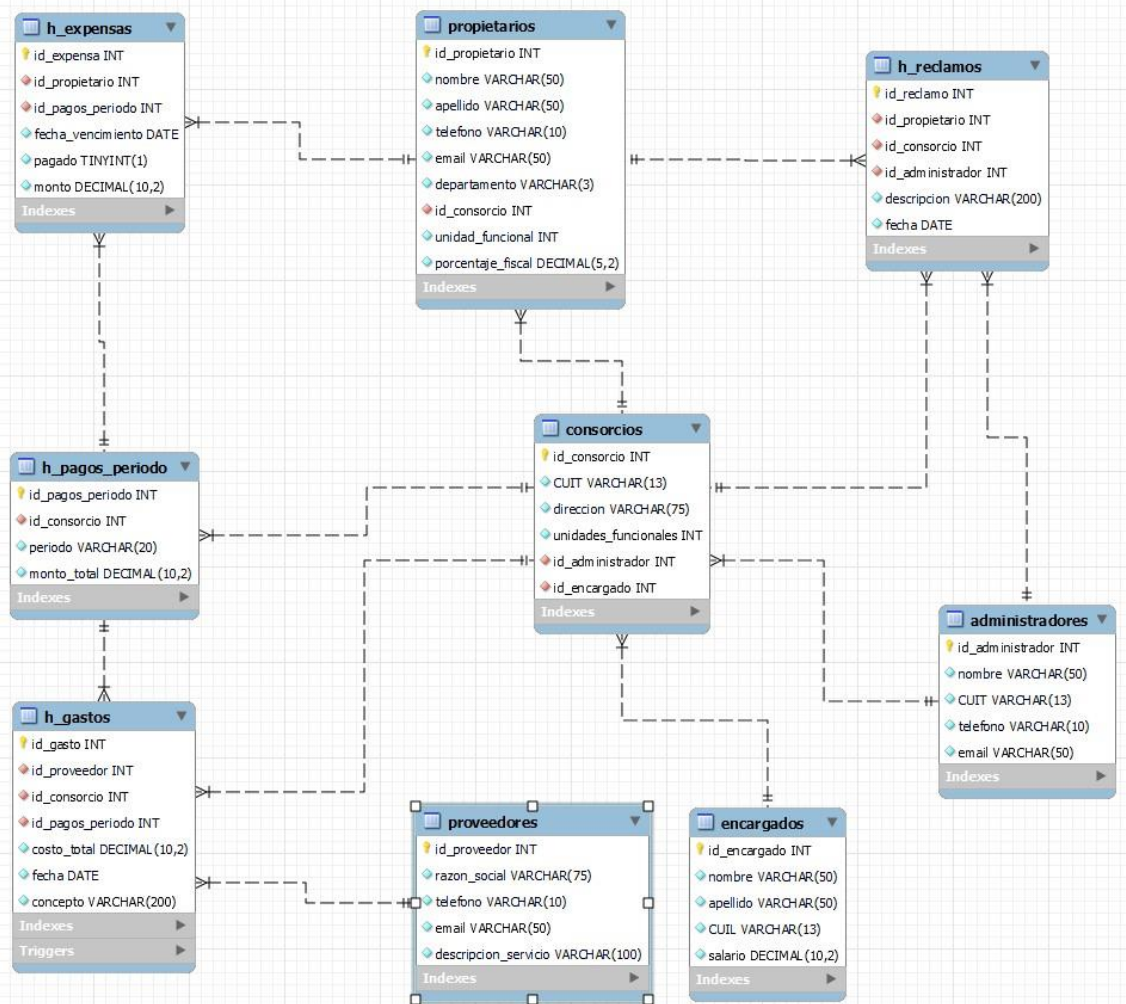 h_expensas
id_expensa INT
id_propietario INT
id_pagos_periodo INT
fecha_vencimiento DATE
pagado TINYINT(1)
monto DECIMAL(10,2)
Indexes
propietarios
id_propietario INT
nombre VARCHAR(50)
apellido VARCHAR(50)
telefono VARCHAR(10)
email VARCHAR(50)
departamento VARCHAR(3)
id_consorcio INT
unidad_funcional INT
porcentaje_fiscal DECIMAL(5,2)
Indexes
h_reclamos
id_reclamo INT
id_propietario INT
id_consorcio INT
id_administrador INT
descripcion VARCHAR(200)
fecha DATE
Indexes
h_pagos_periodo
id_pagos_periodo INT
id_consorcio INT
periodo VARCHAR(20)
monto_total DECIMAL(10,2)
Indexes
consorcios
id_consorcio INT
CUIT VARCHAR(13)
direccion VARCHAR(75)
unidades_funcionales INT
id_administrador INT
id_encargado INT
Indexes
administradores
id_administrador INT
nombre VARCHAR(50)
CUIT VARCHAR(13)
telefono VARCHAR(10)
email VARCHAR(50)
Indexes
h_gastos
id_gasto INT
id_proveedor INT
id_consorcio INT
id_pagos_periodo INT
costo_total DECIMAL(10,2)
fecha DATE
concepto VARCHAR(200)
Indexes
Triggers
proveedores
id_proveedor INT
razon_social VARCHAR(75)
telefono VARCHAR(10)
email VARCHAR(50)
descripcion_servicio VARCHAR(100)
Indexes
encargados
id_encargado INT
nombre VARCHAR(50)
apellido VARCHAR(50)
CUIL VARCHAR(13)
salario DECIMAL(10,2)
Indexes